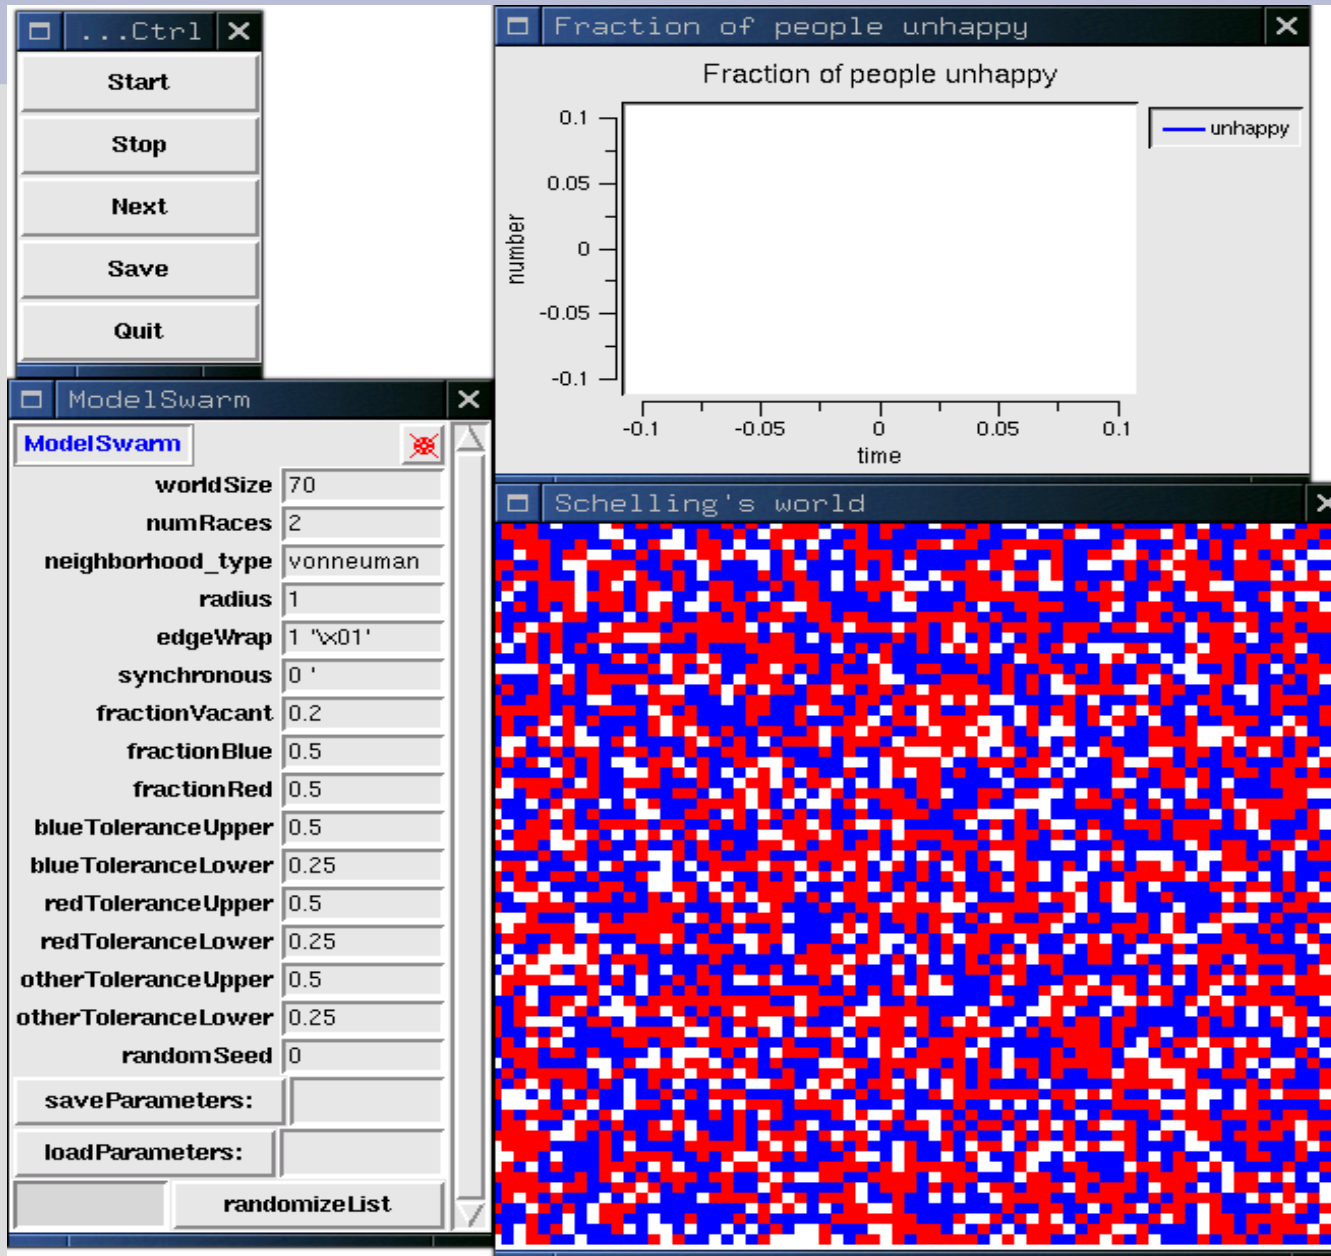 ...Ctrl
Start
Stop
Next
Save
Quit
Fraction of people unhappy
Fraction of people unhappy
0.1
0.05
0
-0.05
-0.1
number
-0.1 -0.05 0 0.05 0.1
time
unhappy
ModelSwarm
ModelSwarm
worldSize 70
numRaces 2
neighborhood_type vonneuman
radius 1
edgeWrap 1 '\x01'
synchronous 0 '
fractionVacant 0.2
fractionBlue 0.5
fractionRed 0.5
blueToleranceUpper 0.5
blueToleranceLower 0.25
redToleranceUpper 0.5
redToleranceLower 0.25
otherToleranceUpper 0.5
otherToleranceLower 0.25
randomSeed 0
saveParameters:
loadParameters:
randomizeList
Schelling's world